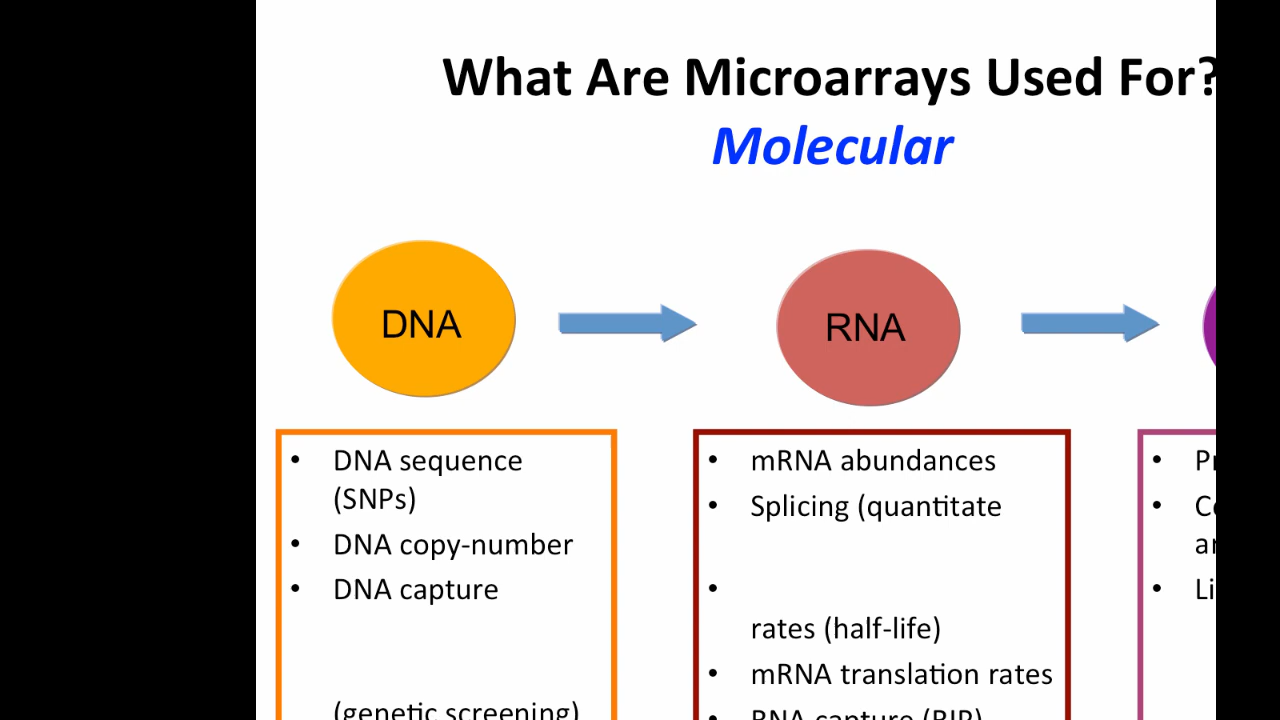 What Are Microarrays Used For?
Molecular
DNA
RNA
• DNA sequence
(SNPs)
• DNA copy-number
• DNA capture
(genetic screening)
• mRNA abundances
• Splicing (quantitate
•
rates (half-life)
• mRNA translation rates
• RNA capture (RIP)
•
•
•